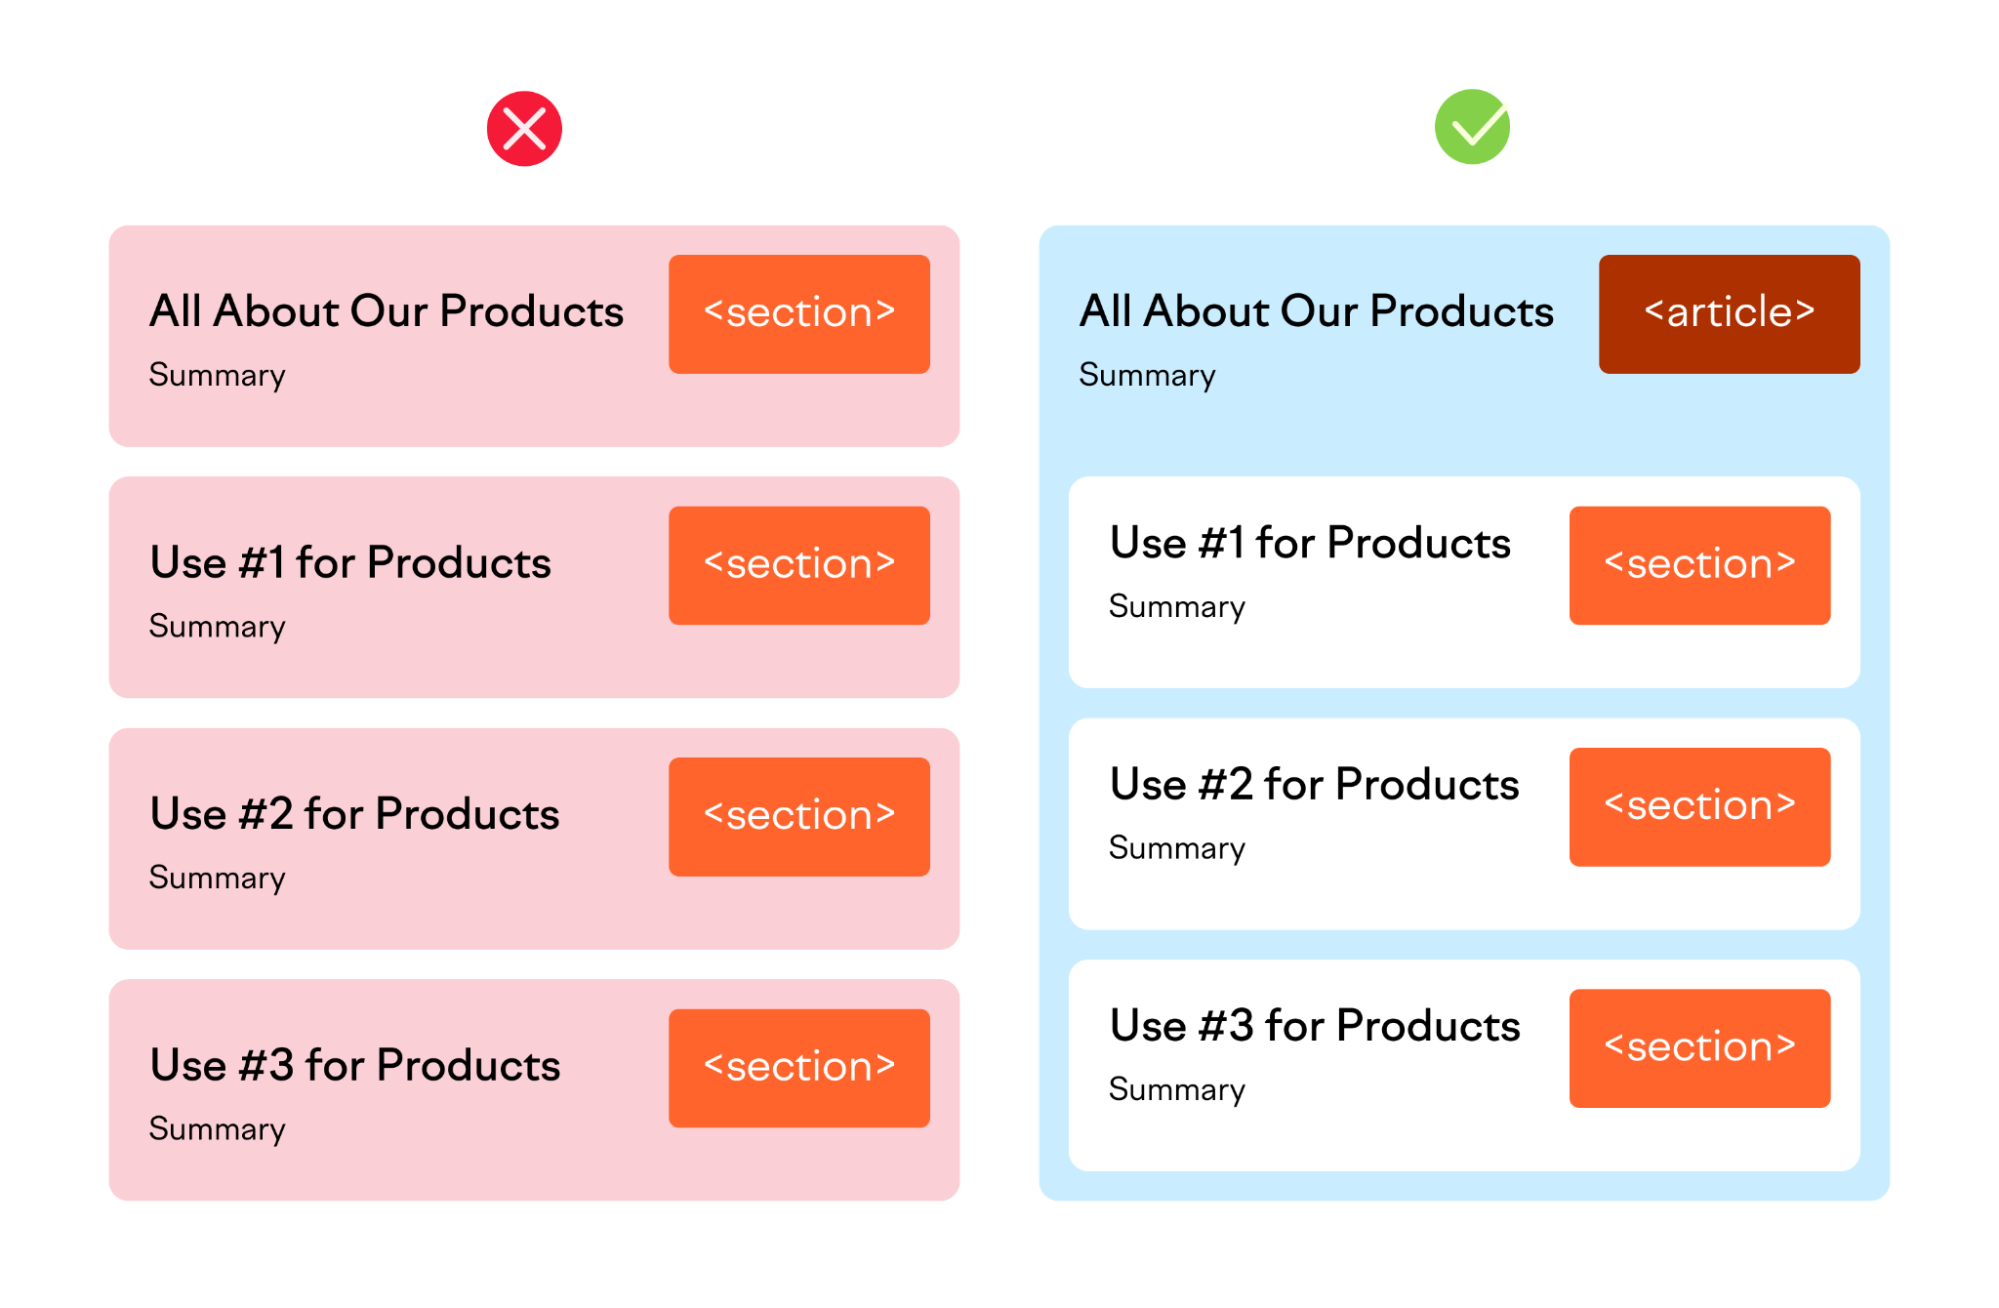 All About Our Products
<section>
Summary
Use #1 for Products
<section>
Summary
Use #2 for Products
<section>
Summary
Use #3 for Products
<section>
Summary
All About Our Products
<article>
Summary
Use #1 for Products
<section>
Summary
Use #2 for Products
<section>
Summary
Use #3 for Products
<section>
Summary